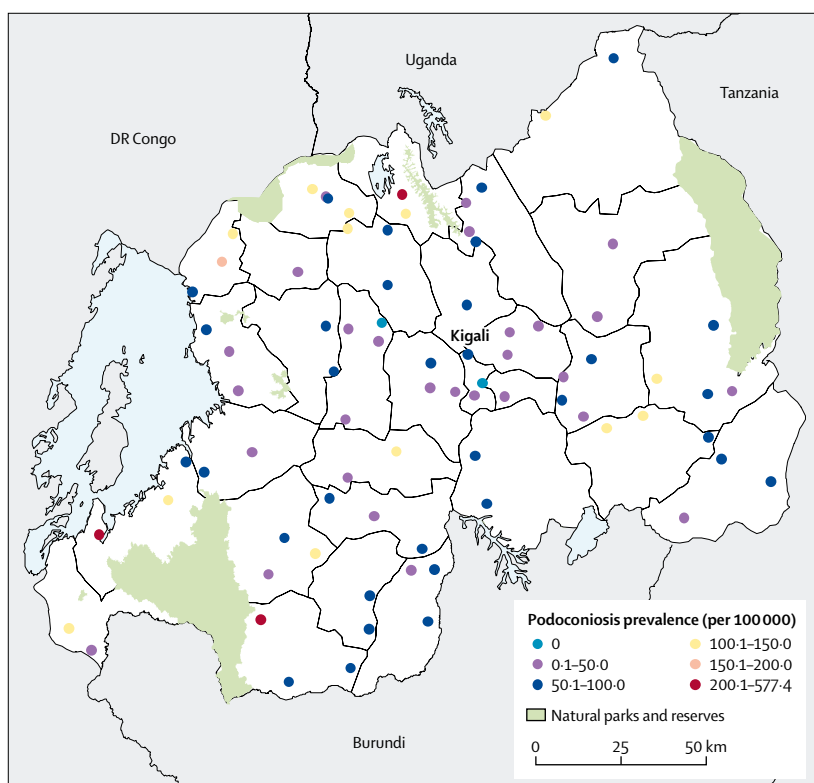 Uganda
Tanzania
DR Congo
Kigali
Podoconiosis prevalence (per 100 000)
0
0·1–50·0
50·1–100·0
100·1–150·0
150·1–200·0
200·1–577·4
Natural parks and reserves
0 25 50 km
Burundi